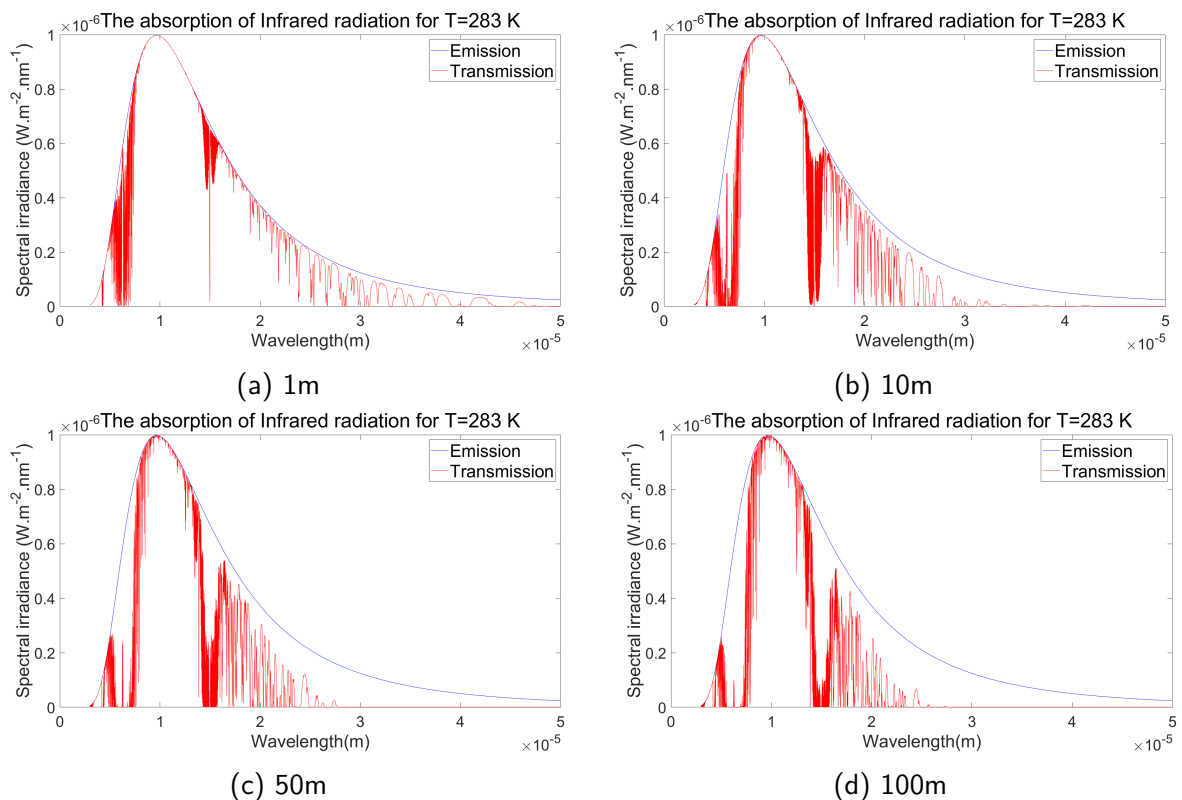 ×10⁻⁶ The absorption of Infrared radiation for T=283 K
Spectral irradiance (W.m⁻².nm⁻¹)
1
0.8
0.6
0.4
0.2
0
Emission
Transmission
0 1 2 3 4 5
Wavelength(m)
×10⁻⁵
(a) 1m
×10⁻⁶ The absorption of Infrared radiation for T=283 K
Spectral irradiance (W.m⁻².nm⁻¹)
1
0.8
0.6
0.4
0.2
0
Emission
Transmission
0 1 2 3 4 5
Wavelength(m)
×10⁻⁵
(b) 10m
×10⁻⁶ The absorption of Infrared radiation for T=283 K
Spectral irradiance (W.m⁻².nm⁻¹)
1
0.8
0.6
0.4
0.2
0
Emission
Transmission
0 1 2 3 4 5
Wavelength(m)
×10⁻⁵
(c) 50m
×10⁻⁶ The absorption of Infrared radiation for T=283 K
Spectral irradiance (W.m⁻².nm⁻¹)
1
0.8
0.6
0.4
0.2
0
Emission
Transmission
0 1 2 3 4 5
Wavelength(m)
×10⁻⁵
(d) 100m